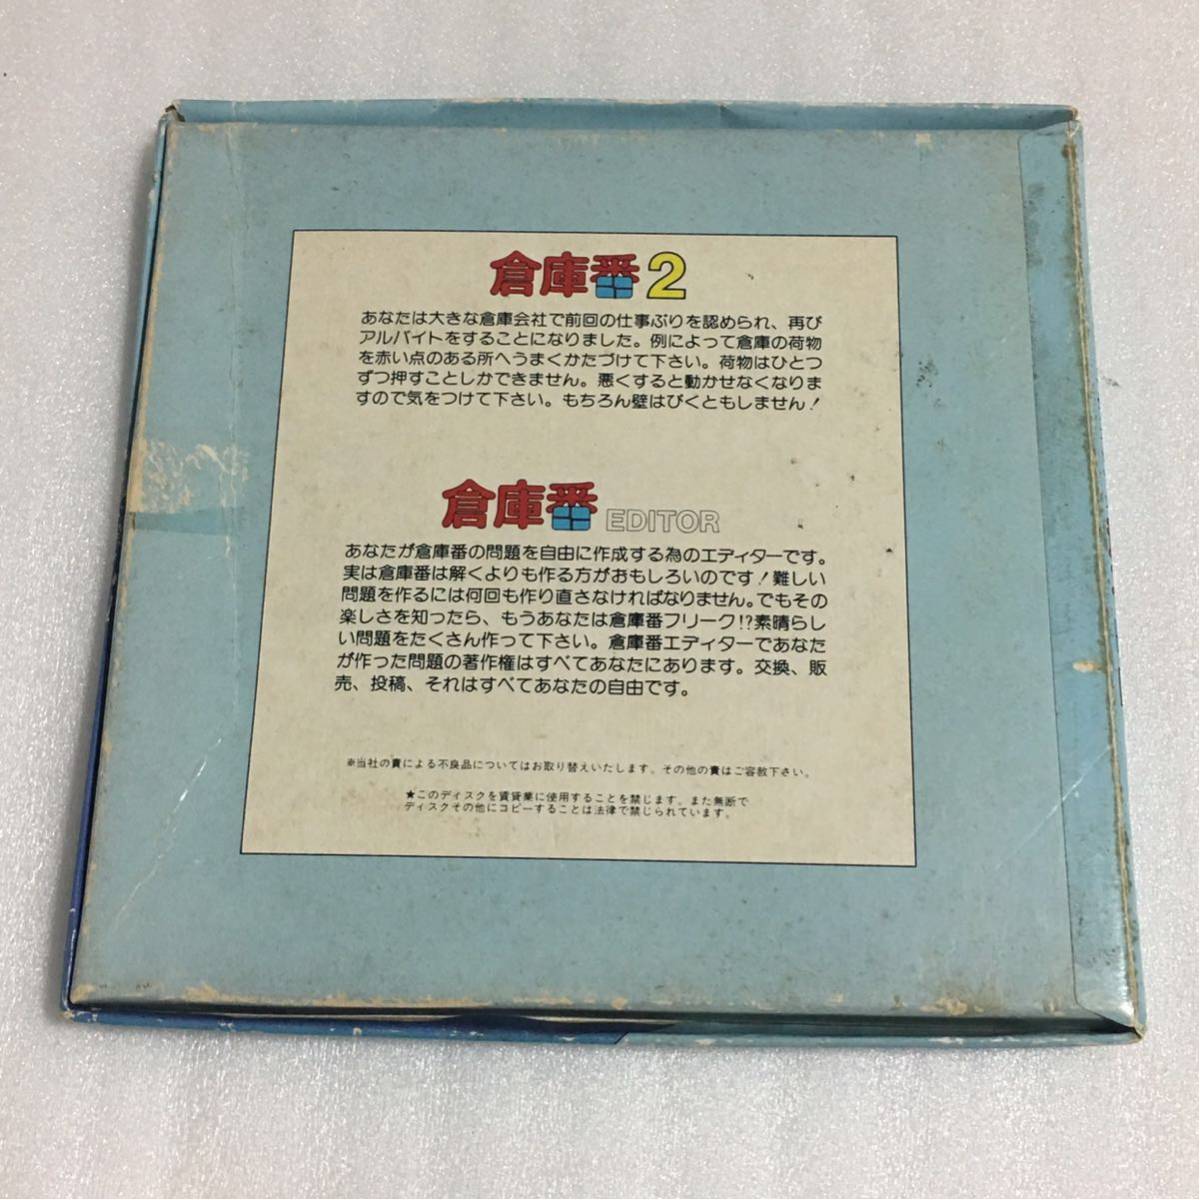 倉庫番2
あなたは大きな倉庫会社で前回の仕事ぶりを認められ、再び
アルバイトをすることになりました。例によって倉庫の荷物
を赤い点のある所へうまくかたづけて下さい。荷物はひとつ
ずつ押すことしかできません。悪くすると動かせなくなりま
すので気をつけて下さい。もちろん壁はびくともしません!
倉庫番 EDITOR
あなたが倉庫番の問題を自由に作成する為のエディターです。
実は倉庫番は解くよりも作る方がおもしろいのです!難しい
問題を作るには何回も作り直さなければなりません。でもその
楽しさを知ったら、もうあなたは倉庫番フリーク!?素晴らし
い問題をたくさん作って下さい。倉庫番エディターであなた
が作った問題の著作権はすべてあなたにあります。交換、販
売、投稿、それはすべてあなたの自由です。
※当社の責による不良品についてはお取り替えいたします。その他の責はご容赦下さい。
★このディスクを賃貸業に使用することを禁じます。また無断で
ディスクその他にコピーすることは法律で禁じられています。